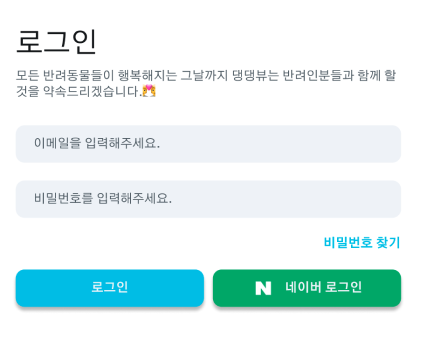 로그인
모든 반려동물들이 행복해지는 그날까지 댕댕뷰는 반려인분들과 함께 할
것을 약속드리겠습니다.
이메일을 입력해주세요.
비밀번호를 입력해주세요.
비밀번호 찾기
로그인
N 네이버 로그인